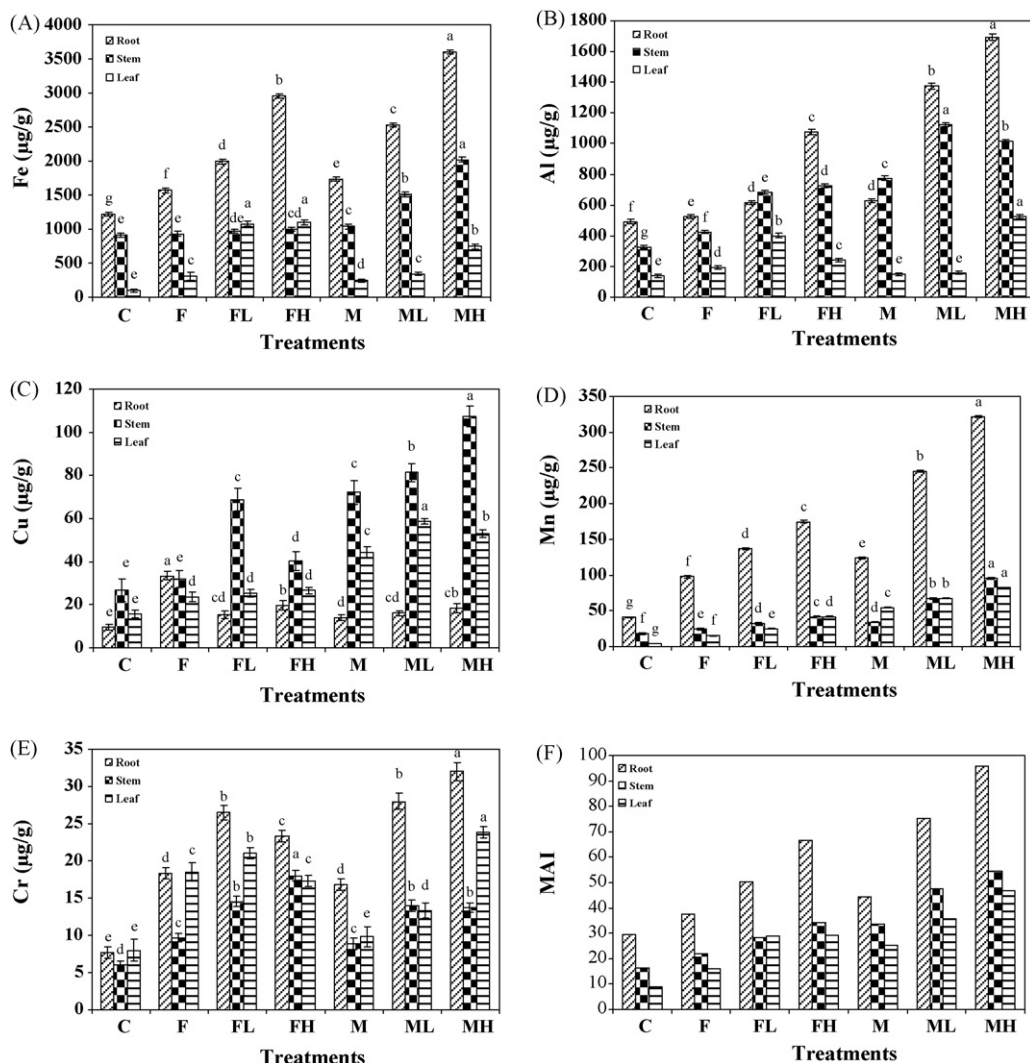 (A)
Fe (µg/g)
4000
3500
3000
2500
2000
1500
1000
500
0
Root
Stem
Leaf
g e e
f e c
d de a
b cd a
e c d
c b c
a a b
C F FL FH M ML MH
Treatments
(B)
Al (µg/g)
1800
1600
1400
1200
1000
800
600
400
200
0
Root
Stem
Leaf
f g e
e f d
d e b
c d c
d c e
b a e
a b a
C F FL FH M ML MH
Treatments
(C)
Cu (µg/g)
120
100
80
60
40
20
0
Root
Stem
Leaf
e e e
a e d
cd c d
b d d
d c c
cd b a
cb a b
C F FL FH M ML MH
Treatments
(D)
Mn (µg/g)
350
300
250
200
150
100
50
0
Root
Stem
Leaf
g f g
f e f
d d e
c c d
e d c
b b b
a a a
C F FL FH M ML MH
Treatments
(E)
Cr (µg/g)
35
30
25
20
15
10
5
0
Root
Stem
Leaf
e d e
d c c
b b b
c a c
d c e
b b d
a b a
C F FL FH M ML MH
Treatments
(F)
MAI
100
90
80
70
60
50
40
30
20
10
0
Root
Stem
Leaf
C F FL FH M ML MH
Treatments